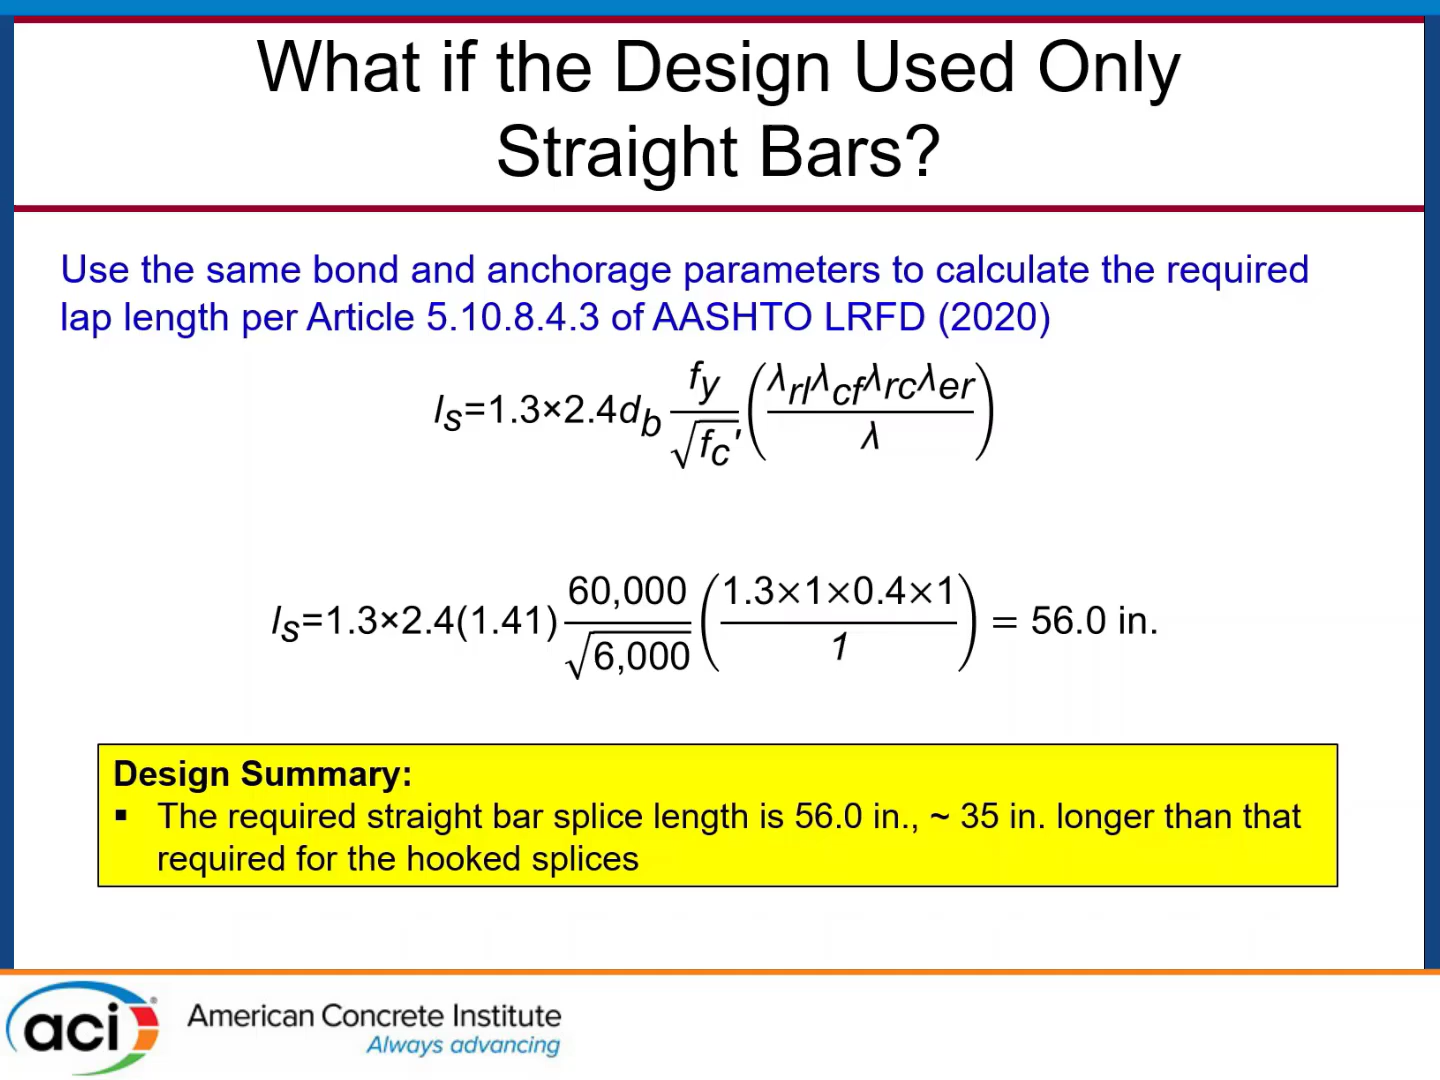 What if the Design Used Only
Straight Bars?
Use the same bond and anchorage parameters to calculate the required
lap length per Article 5.10.8.4.3 of AASHTO LRFD (2020)
lₛ=1.3×2.4d_b f_y/√f_c' (λ_rl λ_cf λ_rc λ_er / λ)
lₛ=1.3×2.4(1.41) 60,000/√6,000 (1.3×1×0.4×1 / 1) = 56.0 in.
Design Summary:
▪ The required straight bar splice length is 56.0 in., ~ 35 in. longer than that
required for the hooked splices
aci®
American Concrete Institute
Always advancing